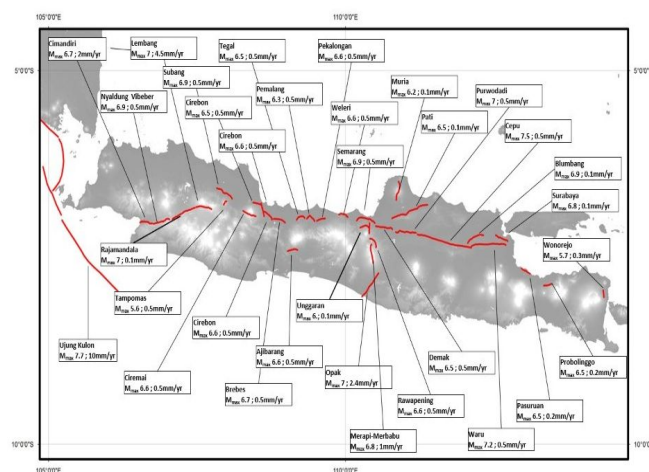 105°0'0"E
110°0'0"E
5°0'0"S
5°0'0"S
Cimandiri
Mmax 6.7 ; 2mm/yr
Lembang
Mmax 7 ; 4.5mm/yr
Tegal
Mmax 6.5 ; 0.5mm/yr
Pekalongan
Mmax 6.6 ; 0.5mm/yr
Subang
Mmax 6.9 ; 0.5mm/yr
Nyaldung Vibeber
Mmax 6.9 ; 0.5mm/yr
Cirebon
Mmax 6.5 ; 0.5mm/yr
Pemalang
Mmax 6.3 ; 0.5mm/yr
Muria
Mmax 6.2 ; 0.1mm/yr
Purwodadi
Mmax 7 ; 0.5mm/yr
Weleri
Mmax 6.6 ; 0.5mm/yr
Pati
Mmax 6.5 ; 0.1mm/yr
Cepu
Mmax 7.5 ; 0.5mm/yr
Cirebon
Mmax 6.6 ; 0.5mm/yr
Semarang
Mmax 6.9 ; 0.5mm/yr
Blumbang
Mmax 6.9 ; 0.1mm/yr
Surabaya
Mmax 6.8 ; 0.1mm/yr
Rajamandala
Mmax 7 ; 0.1mm/yr
Wonorejo
Mmax 5.7 ; 0.3mm/yr
Tampomas
Mmax 5.6 ; 0.5m/yr
Unggaran
Mmax 6 ; 0.1mm/yr
Cirebon
Mmax 6.6 ; 0.5mm/yr
Ujung Kulon
Mmax 7.7 ; 10mm/yr
Ajibarang
Mmax 6.6 ; 0.5mm/yr
Demak
Mmax 6.5 ; 0.5mm/yr
Probolinggo
Mmax 6.5 ; 0.2mm/yr
Ciremai
Mmax 6.6 ; 0.5mm/yr
Opak
Mmax 7 ; 2.4mm/yr
Brebes
Mmax 6.7 ; 0.5mm/yr
Rawapening
Mmax 6.6 ; 0.5mm/yr
Pasuruan
Mmax 6.5 ; 0.2mm/yr
Merapi-Merbabu
Mmax 6.8 ; 1mm/yr
Waru
Mmax 7.2 ; 0.5mm/yr
10°0'0"S
10°0'0"S
105°0'0"E
110°0'0"E